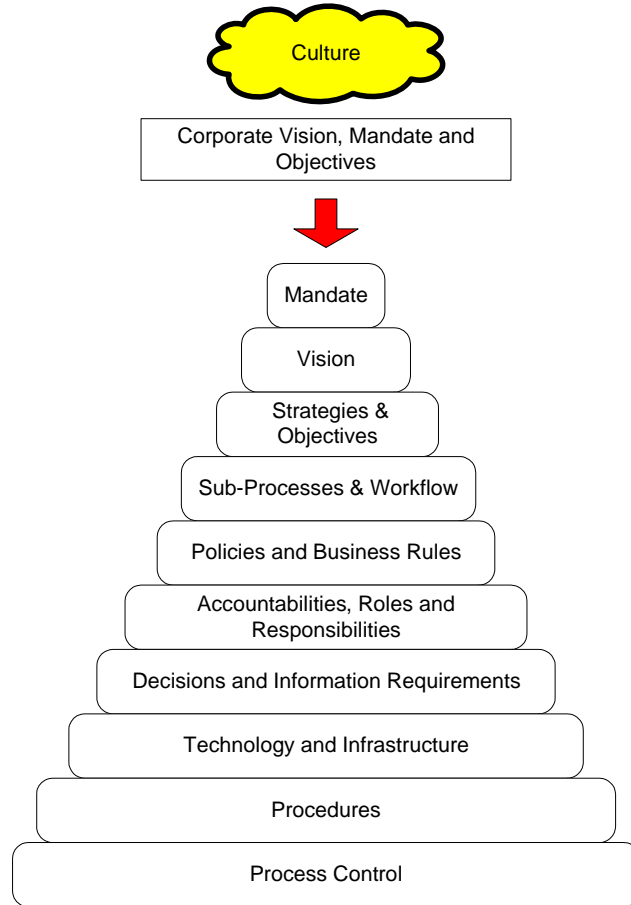 Culture
Corporate Vision, Mandate and
Objectives
Mandate
Vision
Strategies &
Objectives
Sub-Processes & Workflow
Policies and Business Rules
Accountabilities, Roles and
Responsibilities
Decisions and Information Requirements
Technology and Infrastructure
Procedures
Process Control